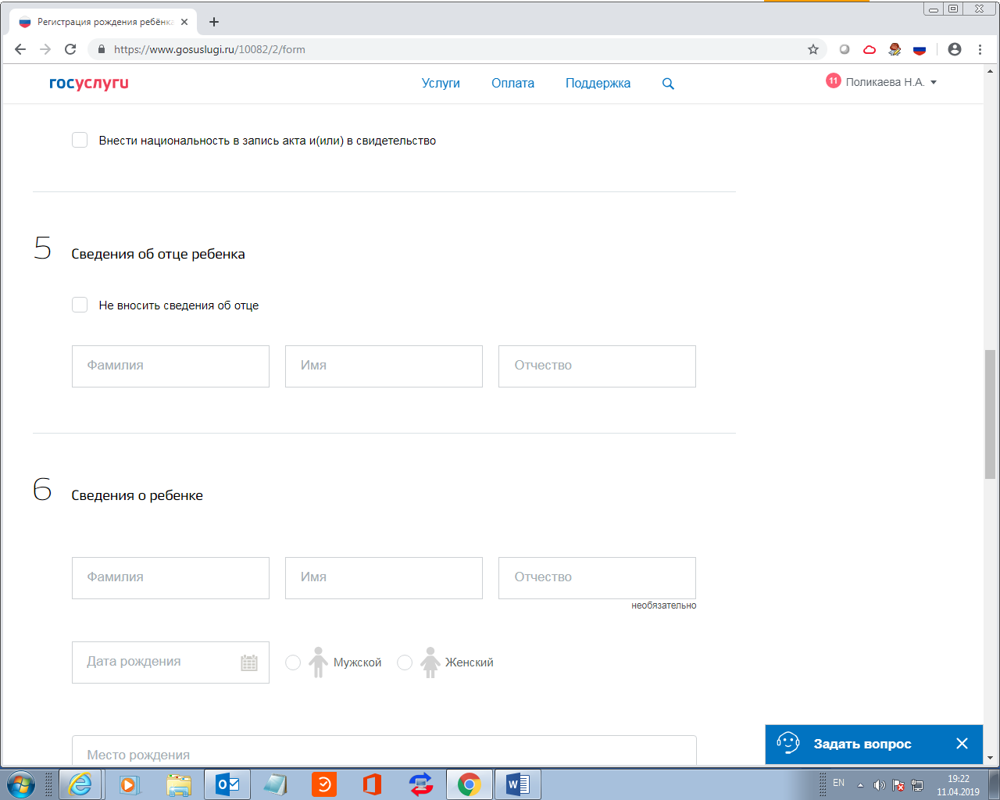 Регистрация рождения ребёнка
https://www.gosuslugi.ru/10082/2/form
госуслуги
Услуги
Оплата
Поддержка
11
Поликаева Н.А.
Внести национальность в запись акта и(или) в свидетельство
5
Сведения об отце ребенка
Не вносить сведения об отце
Фамилия
Имя
Отчество
6
Сведения о ребенке
Фамилия
Имя
Отчество
необязательно
Дата рождения
Мужской
Женский
Место рождения
Задать вопрос
EN
19:22
11.04.2019